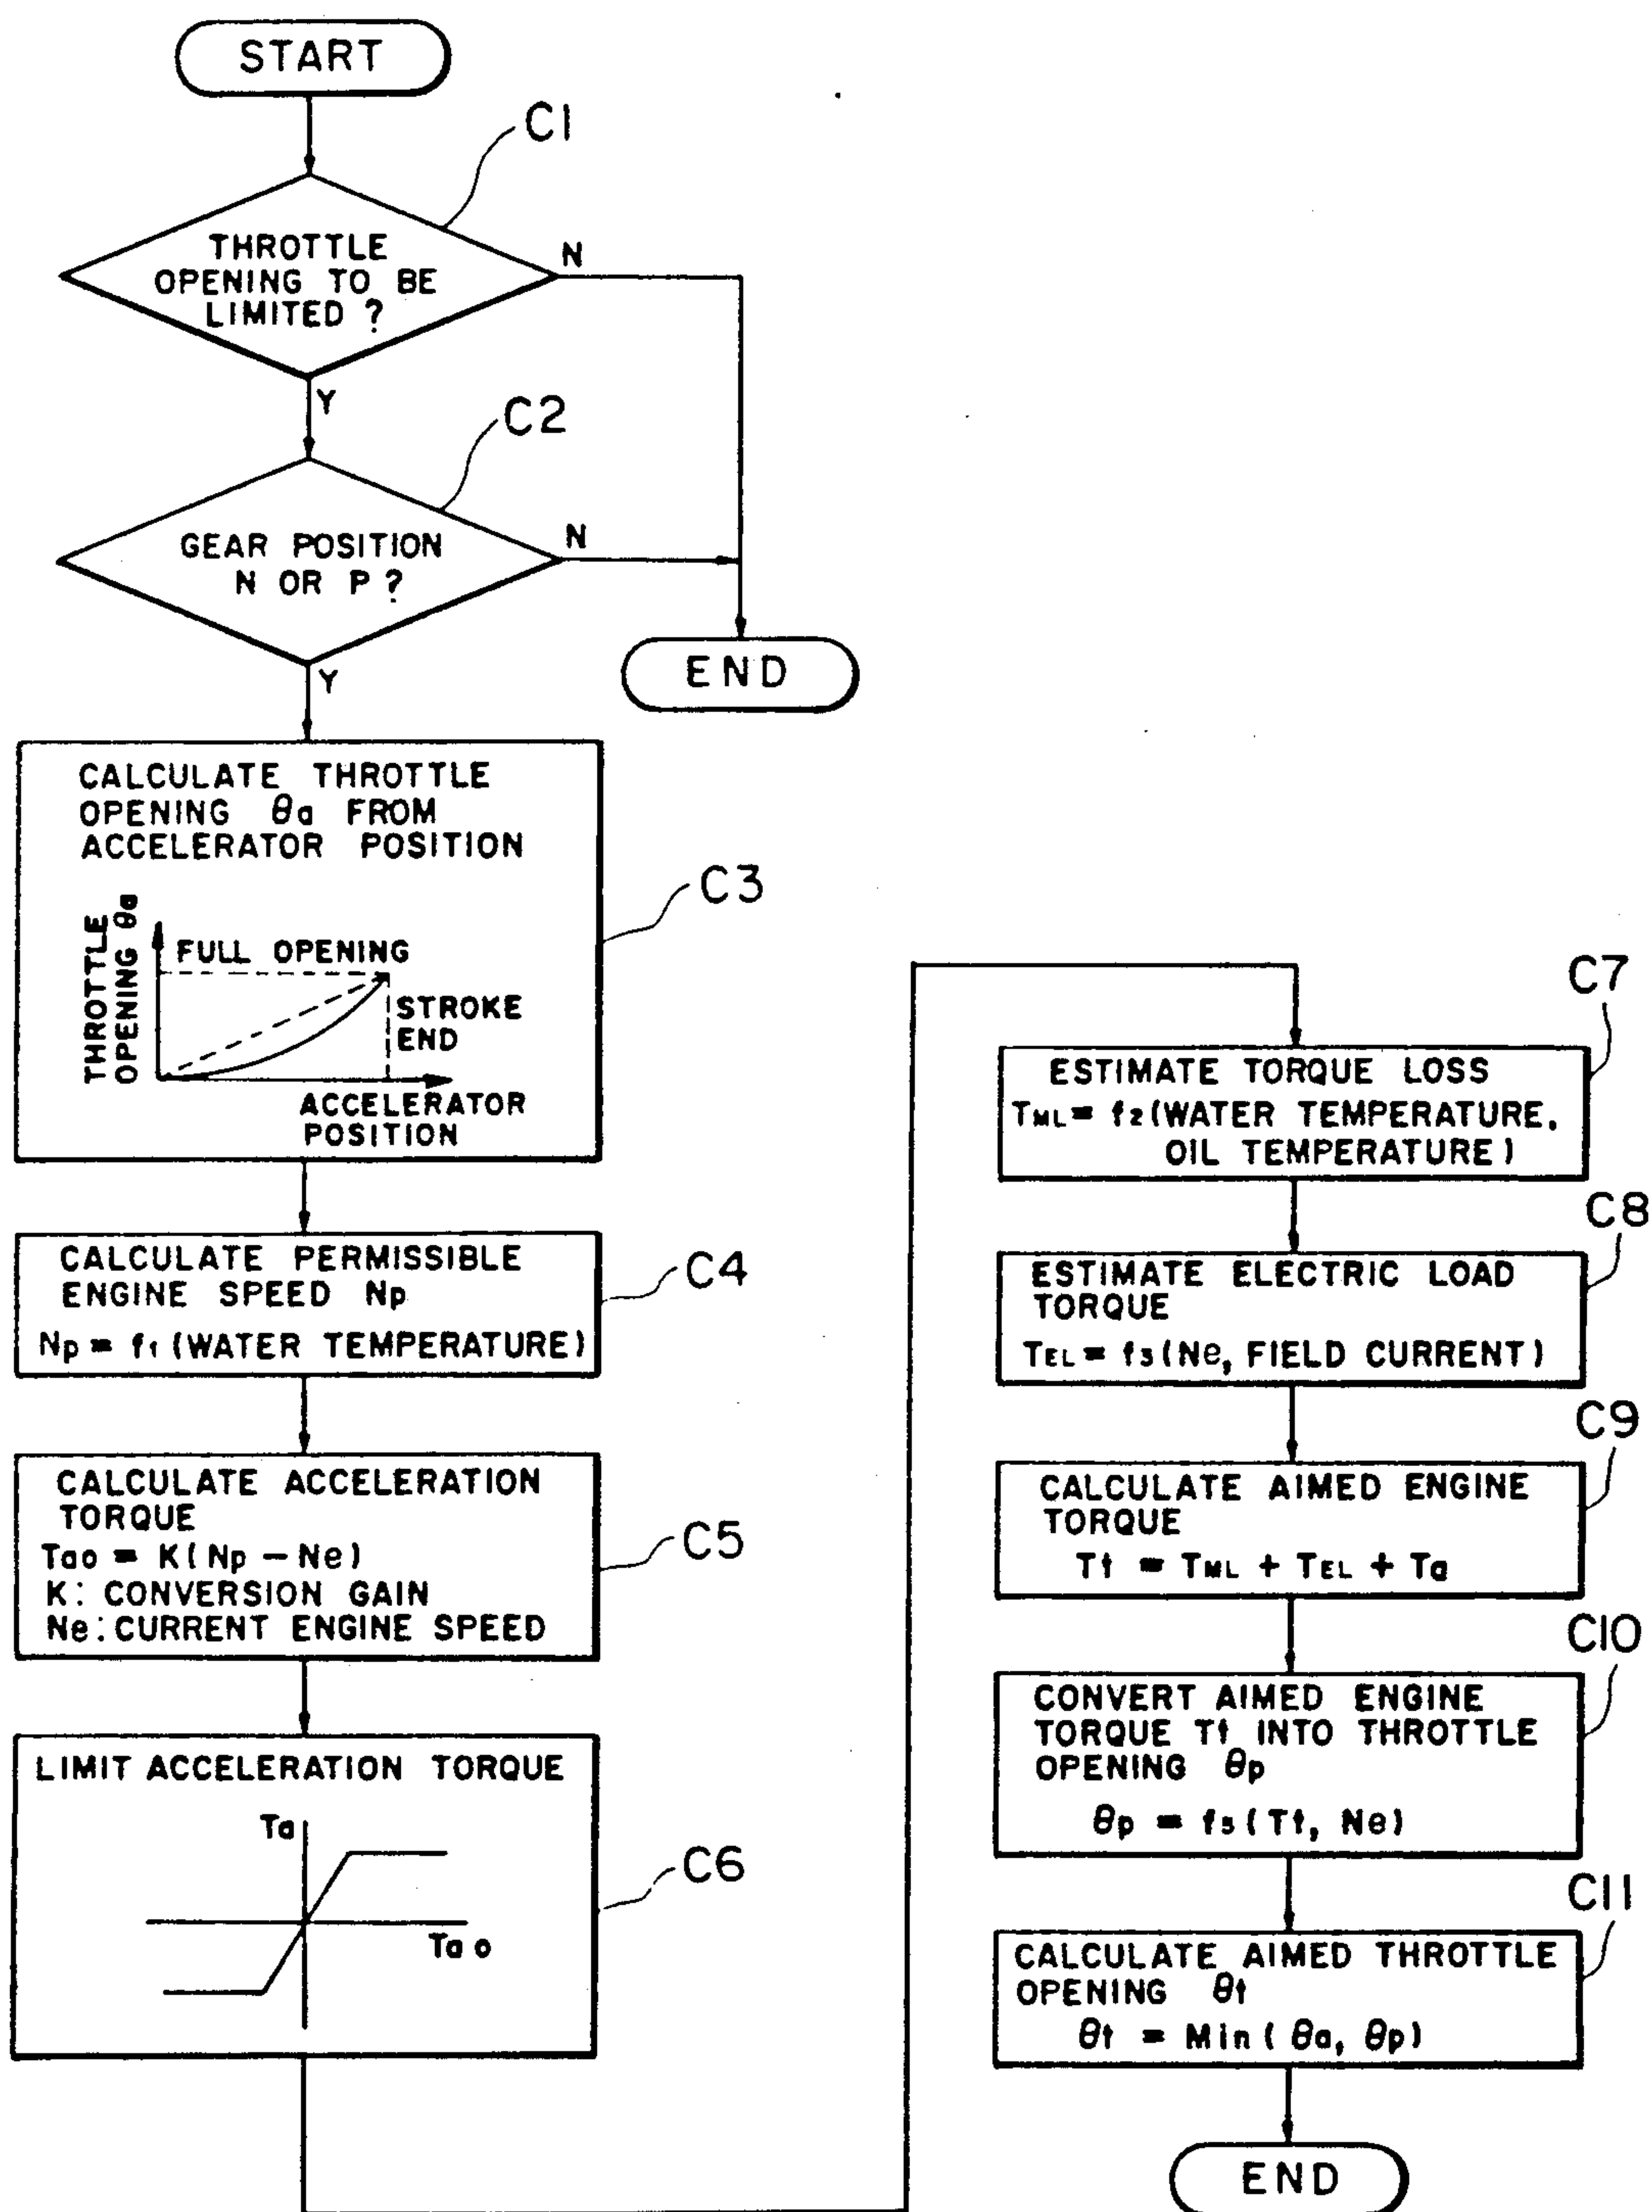 START
C1
THROTTLE
OPENING TO BE
LIMITED ?
N
Y
C2
GEAR POSITION
N OR P ?
N
Y
END
CALCULATE THROTTLE
OPENING θa FROM
ACCELERATOR POSITION
C3
THROTTLE
OPENING θa
FULL OPENING
STROKE
END
ACCELERATOR
POSITION
CALCULATE PERMISSIBLE
ENGINE SPEED Np
Np = f1 (WATER TEMPERATURE)
C4
CALCULATE ACCELERATION
TORQUE
Tao = K(Np – Ne)
K: CONVERSION GAIN
Ne: CURRENT ENGINE SPEED
C5
LIMIT ACCELERATION TORQUE
Ta
Tao
C6
C7
ESTIMATE TORQUE LOSS
TML = f2 (WATER TEMPERATURE,
OIL TEMPERATURE)
C8
ESTIMATE ELECTRIC LOAD
TORQUE
TEL = f3 (Ne, FIELD CURRENT)
C9
CALCULATE AIMED ENGINE
TORQUE
Tt = TML + TEL + Ta
C10
CONVERT AIMED ENGINE
TORQUE Tt INTO THROTTLE
OPENING θp
θp = f5 (Tt, Ne)
C11
CALCULATE AIMED THROTTLE
OPENING θt
θt = Min (θa, θp)
END